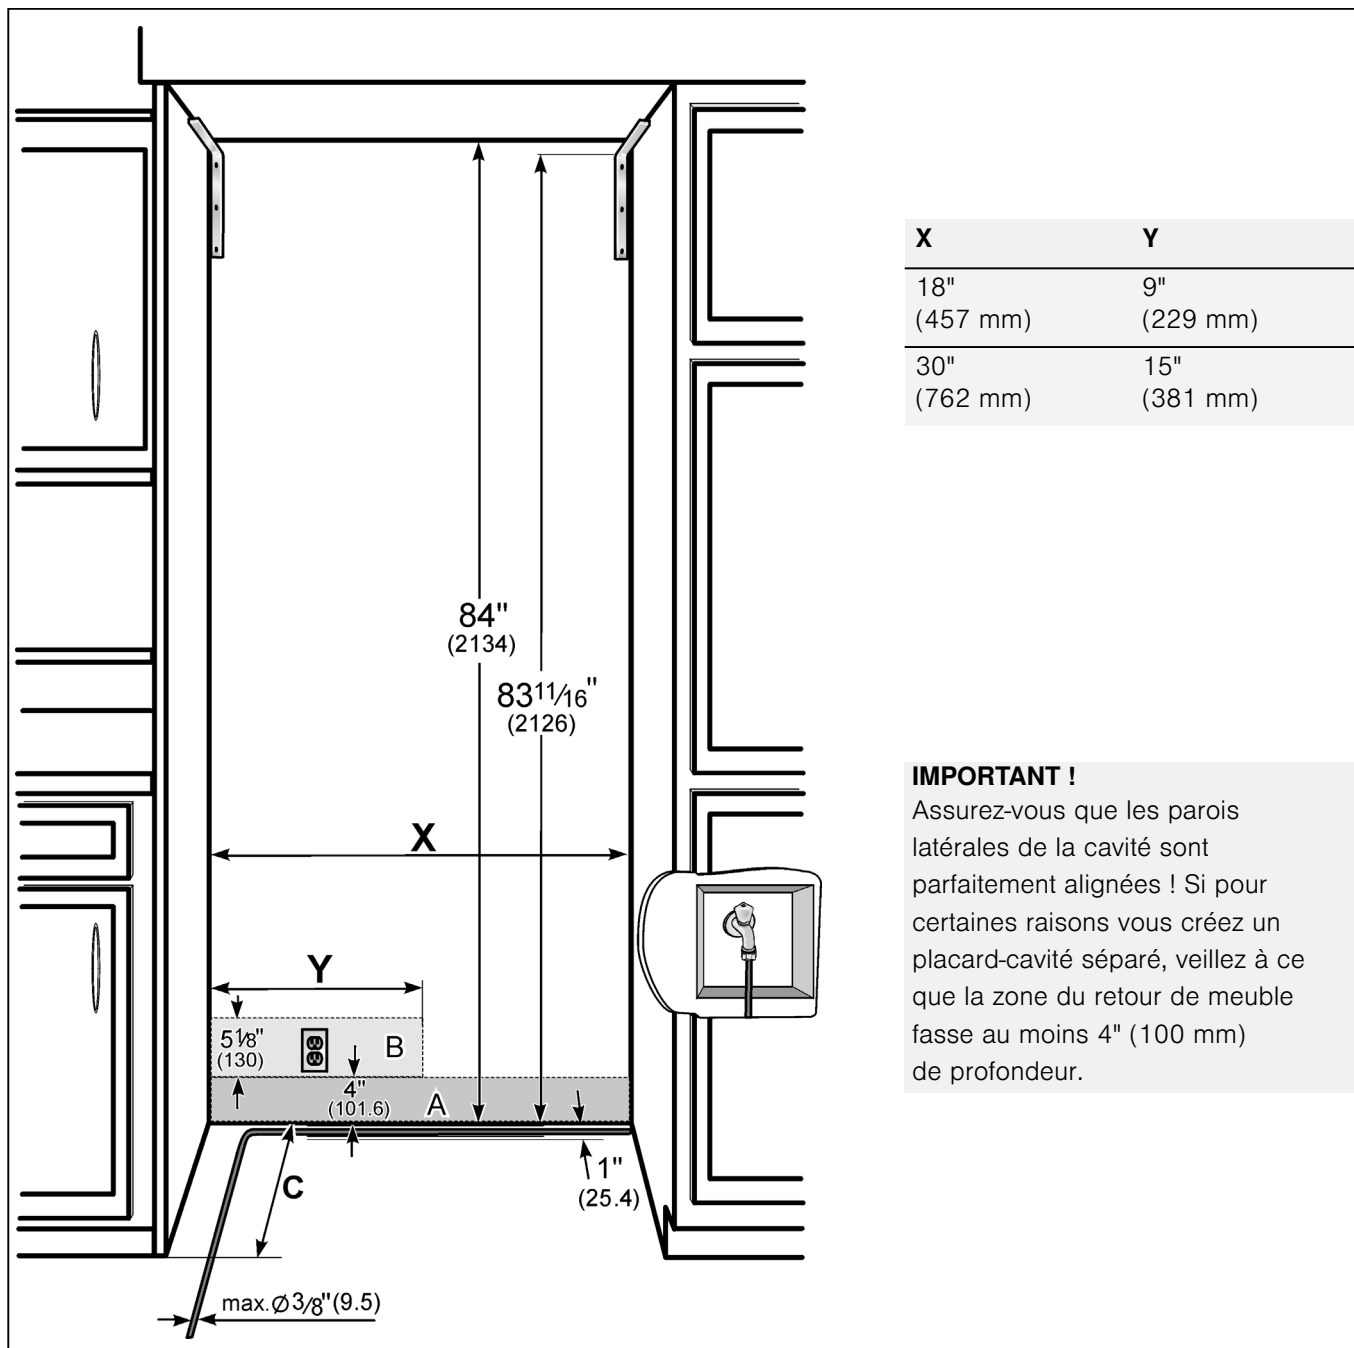 X Y
18" 9"
(457 mm) (229 mm)
30" 15"
(762 mm) (381 mm)
84"
(2134)
83 11/16"
(2126)
IMPORTANT !
Assurez-vous que les parois
latérales de la cavité sont
parfaitement alignées ! Si pour
certaines raisons vous créez un
placard-cavité séparé, veillez à ce
que la zone du retour de meuble
fasse au moins 4" (100 mm)
de profondeur.
X
Y
5 1/8"
(130)
B
4"
(101.6)
A
C
1"
(25.4)
max. Ø 3/8" (9.5)